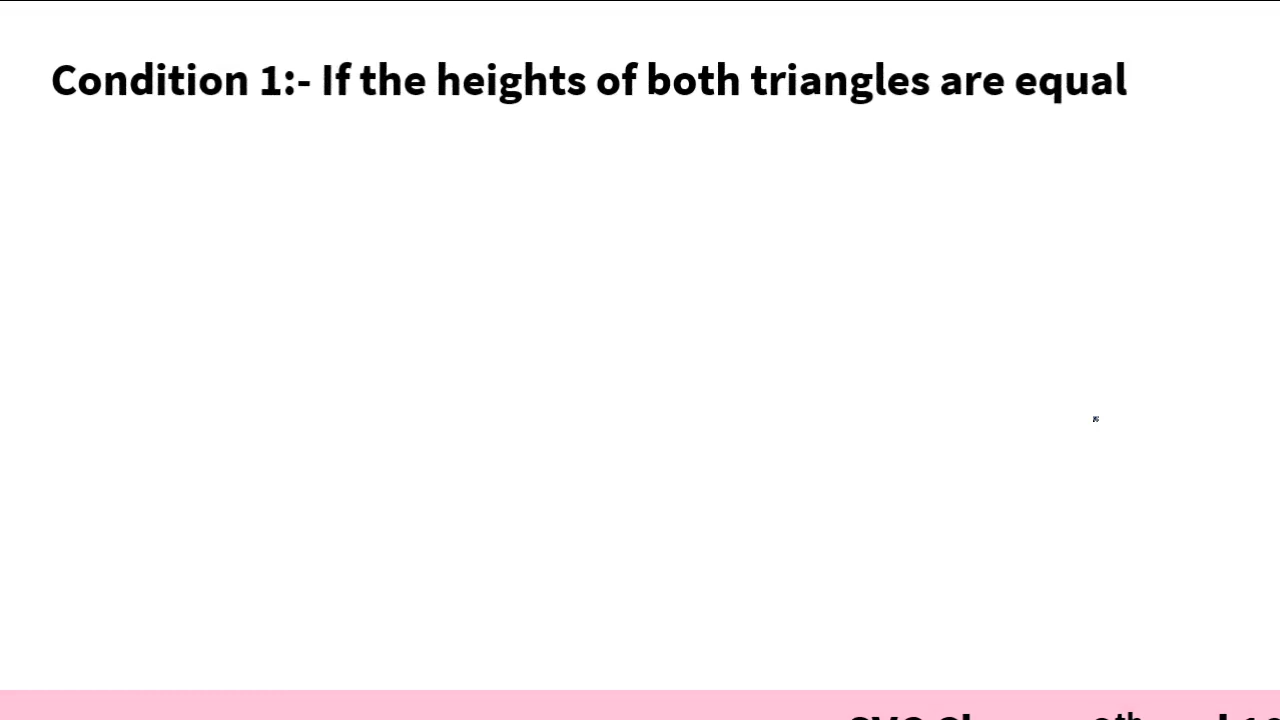 Condition 1:- If the heights of both triangles are equal